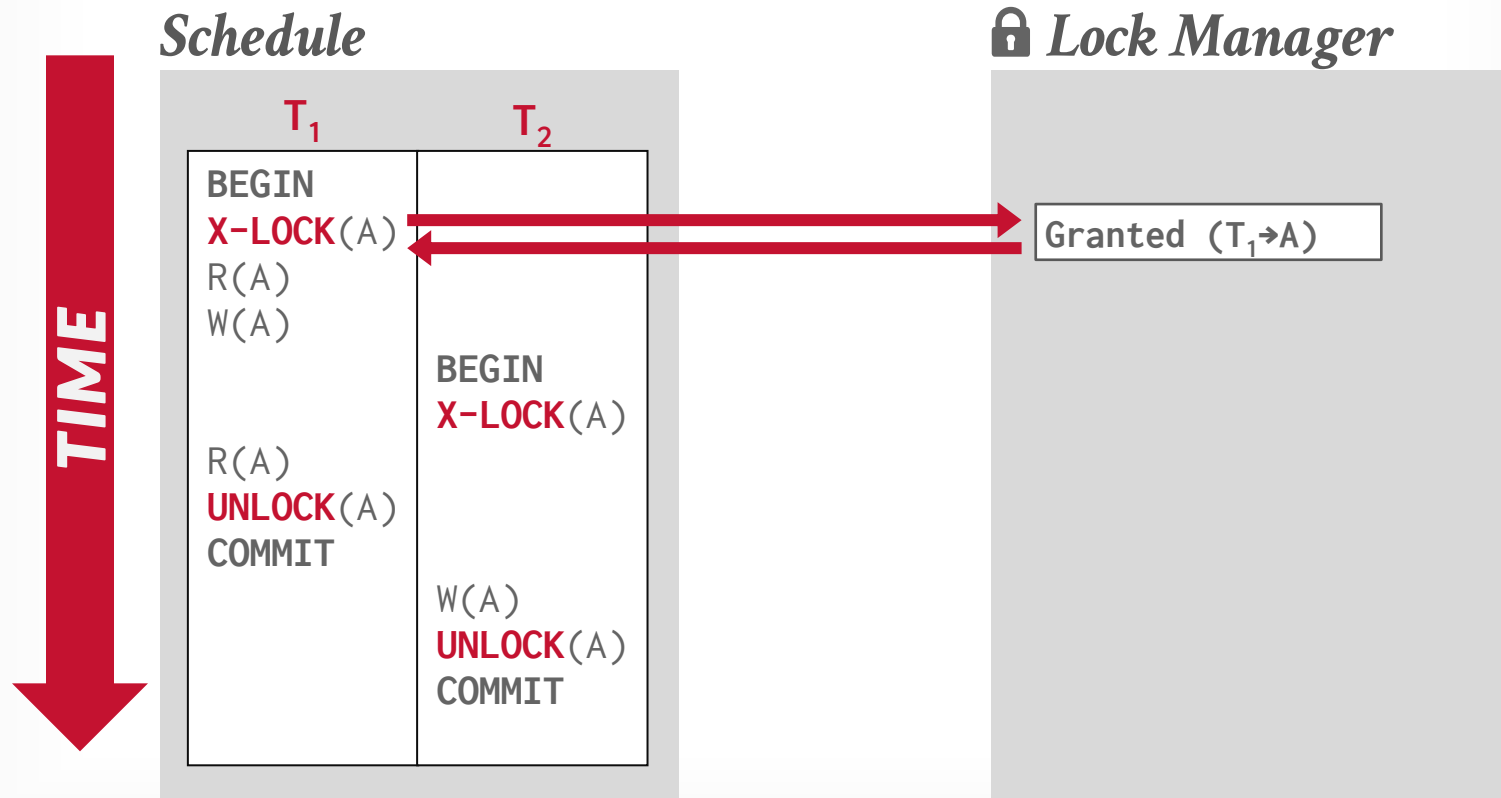 Schedule
Lock Manager
TIME
T₁
T₂
BEGIN
X-LOCK(A)
Granted (T₁→A)
R(A)
W(A)
BEGIN
X-LOCK(A)
R(A)
UNLOCK(A)
COMMIT
W(A)
UNLOCK(A)
COMMIT